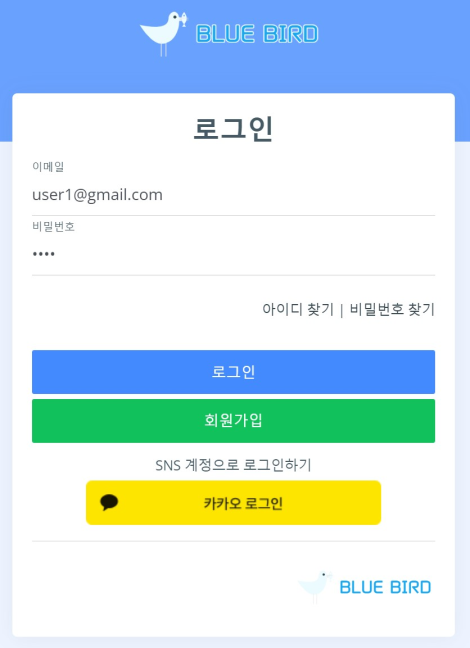 BLUE BIRD
로그인
이메일
user1@gmail.com
비밀번호
••••
아이디 찾기 | 비밀번호 찾기
로그인
회원가입
SNS 계정으로 로그인하기
카카오 로그인
BLUE BIRD